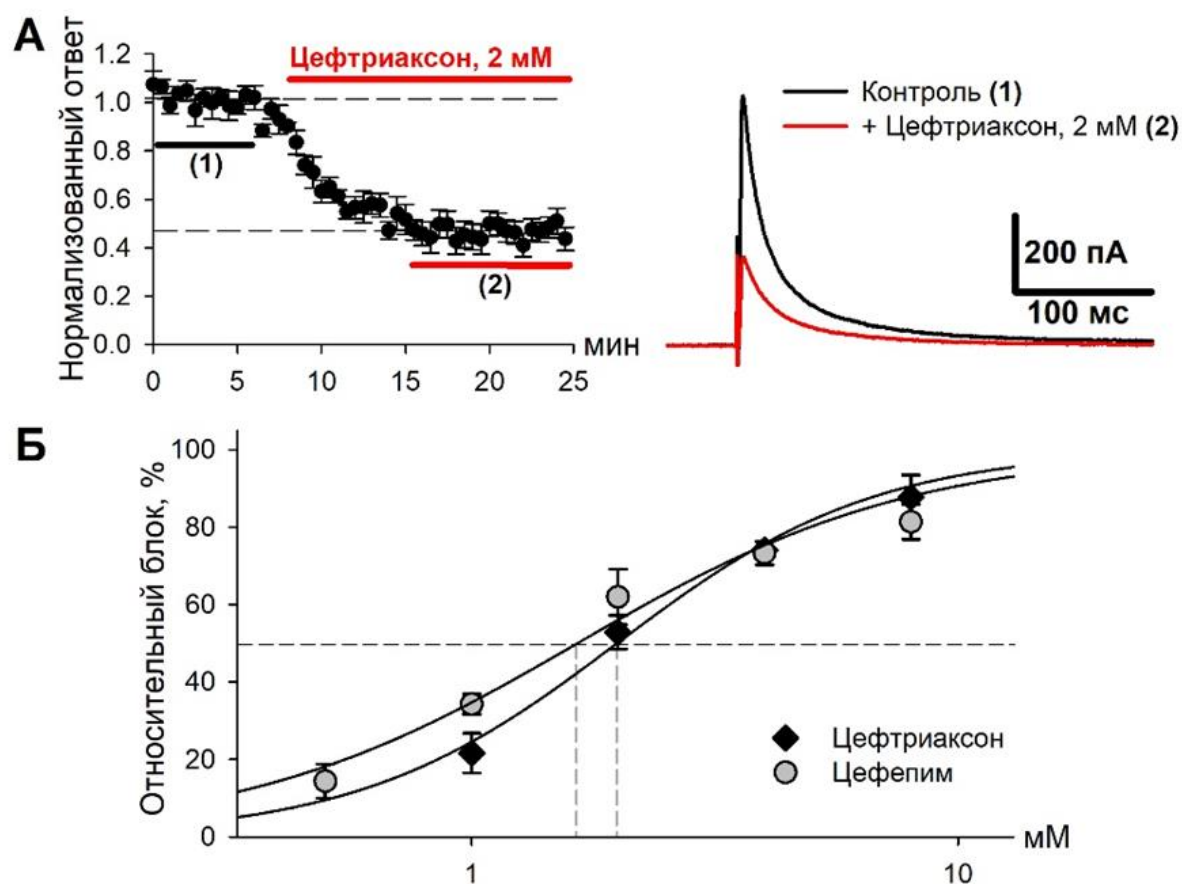 А
Нормализованный ответ
1.2
1.0
0.8
0.6
0.4
0.2
0.0
Цефтриаксон, 2 мМ
(1)
(2)
0 5 10 15 20 25
мин
Контроль (1)
+ Цефтриаксон, 2 мМ (2)
200 пА
100 мс
Б
Относительный блок, %
100
80
60
40
20
0
Цефтриаксон
Цефепим
1 10
мМ